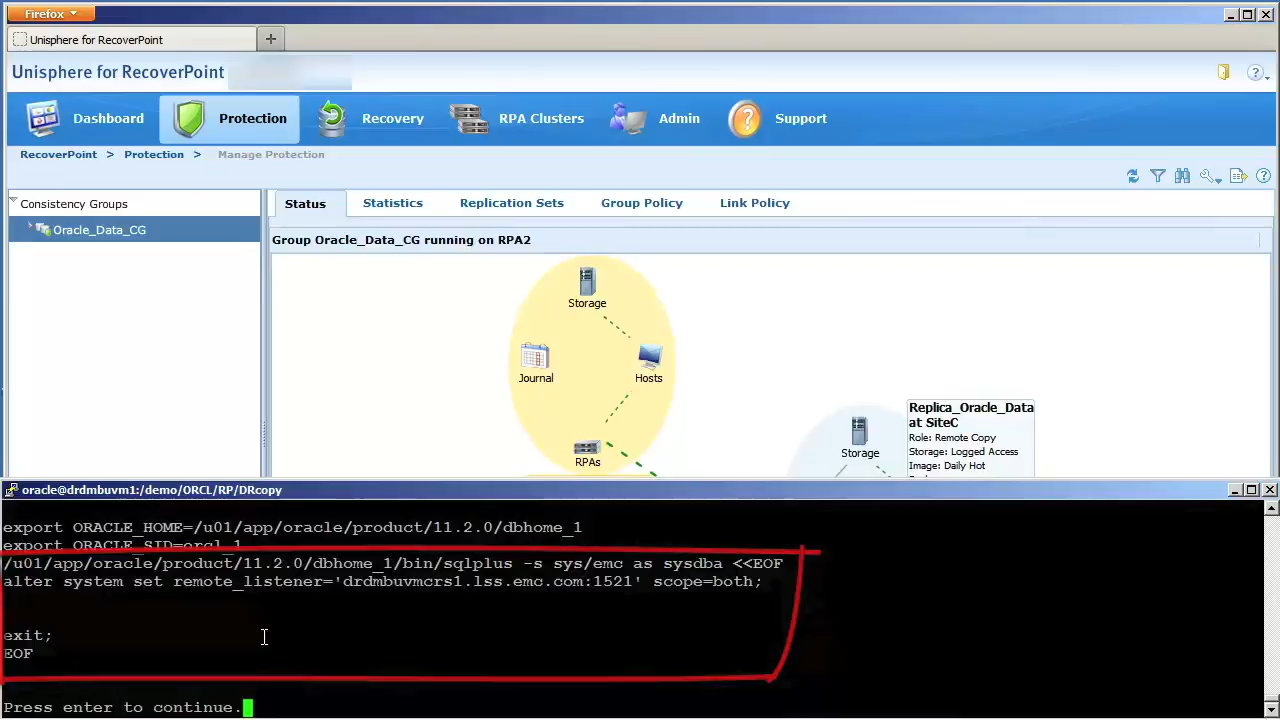 Firefox
Unisphere for RecoverPoint
Unisphere for RecoverPoint
Dashboard
Protection
Recovery
RPA Clusters
Admin
Support
RecoverPoint > Protection > Manage Protection
Consistency Groups
Oracle_Data_CG
Status
Statistics
Replication Sets
Group Policy
Link Policy
Group Oracle_Data_CG running on RPA2
Storage
Journal
Hosts
RPAs
Storage
Replica_Oracle_Data
at SiteC
Role: Remote Copy
Storage: Logged Access
Image: Daily Hot
oracle@drdmbuvm1:/demo/ORCL/RP/DRcopy
export ORACLE_HOME=/u01/app/oracle/product/11.2.0/dbhome_1
export ORACLE_SID=orcl_1
/u01/app/oracle/product/11.2.0/dbhome_1/bin/sqlplus -s sys/emc as sysdba <<EOF
alter system set remote_listener='drdmbuvmcrs1.lss.emc.com:1521' scope=both;
exit;
EOF
Press enter to continue.